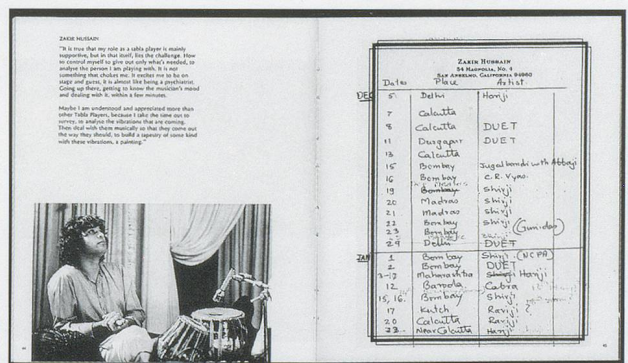 ZAKIR HUSSAIN
"It is true that my role as a tabla player is mainly
supportive, but in that itself, lies the challenge. How
to control myself to give out only what's needed, to
analyse the person I am playing with. It is not
something that chokes me. It excites me to be on
stage and guest, it is almost like being a psychiatrist.
Going up there, getting to know the musician's mood
and dealing with it, within a few minutes.
Maybe I am understood and appreciated more than
other Tabla Players, because I take the time out to
survey, to analyse the vibrations that are coming.
Then deal with them musically so that they come out
the way they should, to build a tapestry of some kind
with these vibrations, a painting."
ZAKIR HUSSAIN
54 MAGNOLIA, NO. 4
SAN ANSELMO, CALIFORNIA 94960
Dates Place Artist.
DEC 5 Delhi Hariji
7 Calcutta
8 Calcutta DUET
11 Durgapur DUET
13 Calcutta
15 Bombay Jugalbandi with Abbaji
16 Bombay C.R. Vyas.
19 Bombay Shivji
20 Madras Shivji
21 Madras Shivji
22 Bombay Shivji
23 Bombay (Gunidas)
29 Delhi DUET
JAN 1 Bombay Shivji. (NCPA)
2 Bombay DUET
Maharashtra Hariji
12 Baroda Cabra
15, 16. Bombay Shivji
17 Kutch Raviji
20 Calcutta Raviji
23 Near Calcutta Hariji